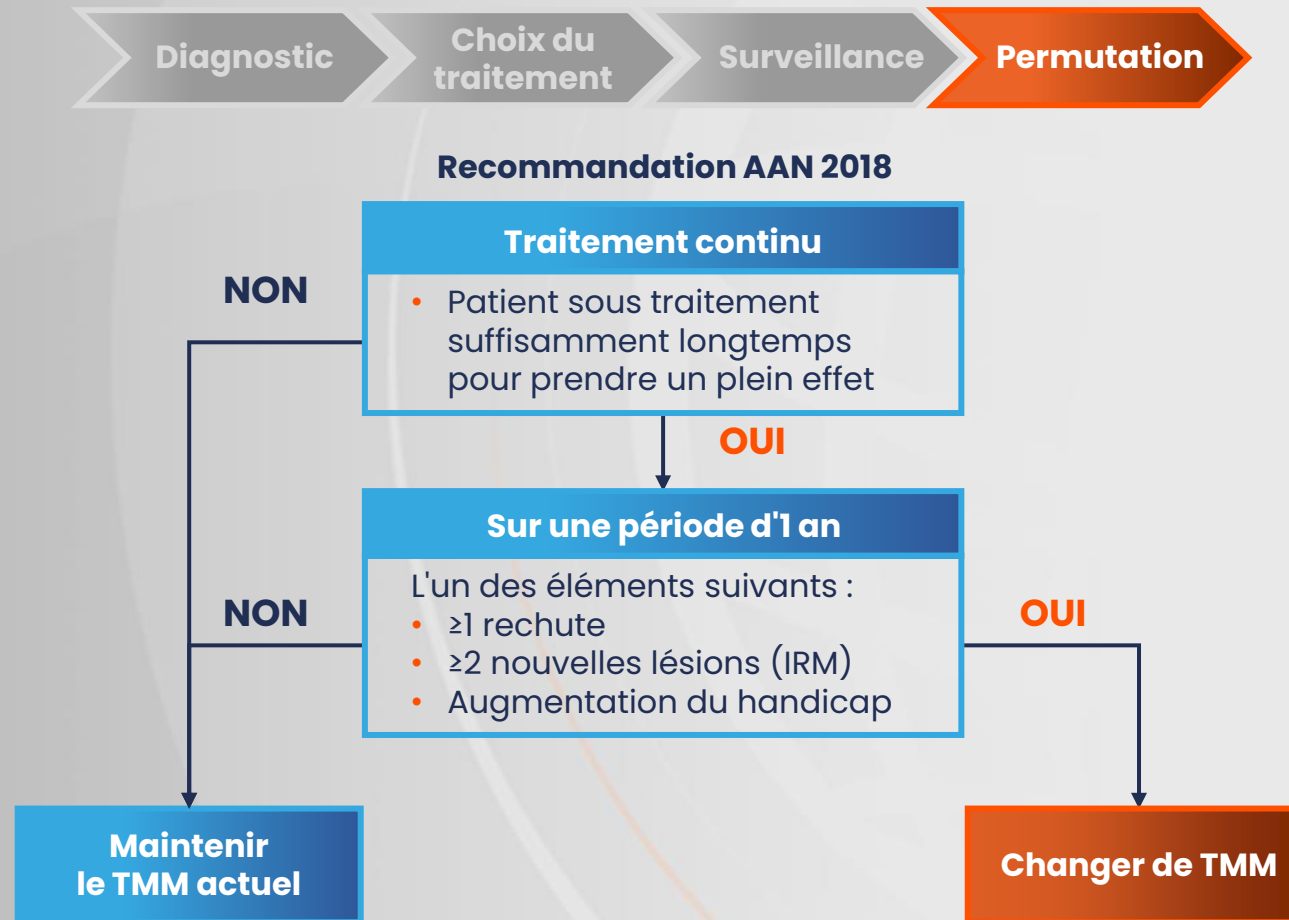 Diagnostic
Choix du
traitement
Surveillance
Permutation
Recommandation AAN 2018
Traitement continu
NON
• Patient sous traitement
suffisamment longtemps
pour prendre un plein effet
OUI
Sur une période d'1 an
L'un des éléments suivants :
NON
• ≥1 rechute
OUI
• ≥2 nouvelles lésions (IRM)
• Augmentation du handicap
Maintenir
le TMM actuel
Changer de TMM